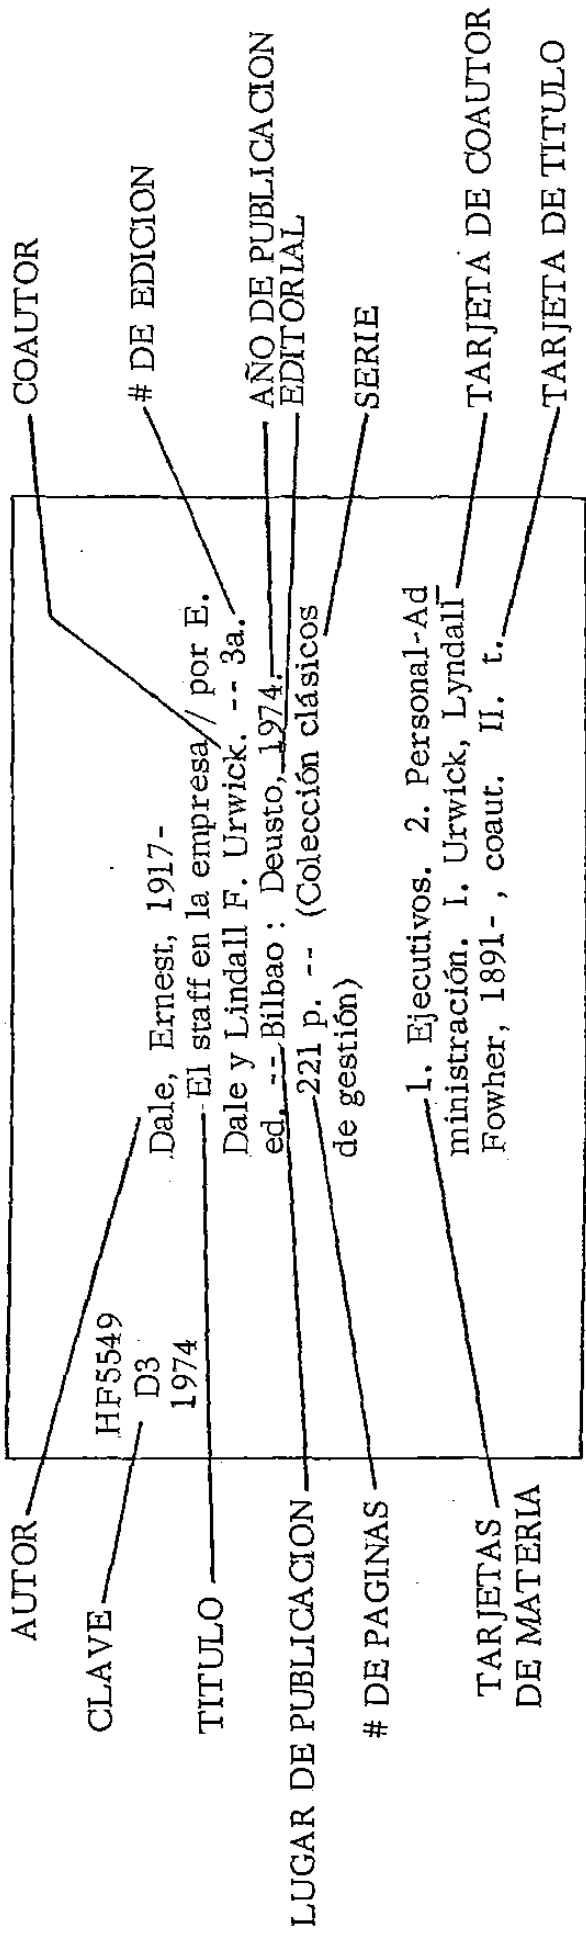 AUTOR
CLAVE
TITULO
LUGAR DE PUBLICACION
# DE PAGINAS
TARJETAS
DE MATERIA
HF5549
D3
1974
Dale, Ernest, 1917-
El staff en la empresa / por E.
Dale y Lindall F. Urwick. -- 3a.
ed. -- Bilbao : Deusto, 1974.
221 p. -- (Colección clásicos
de gestión)
1. Ejecutivos. 2. Personal-Ad
ministración. I. Urwick, Lyndall
Fowher, 1891- , coaut. II. t.
COAUTOR
# DE EDICION
AÑO DE PUBLICACION
EDITORIAL
SERIE
TARJETA DE COAUTOR
TARJETA DE TITULO